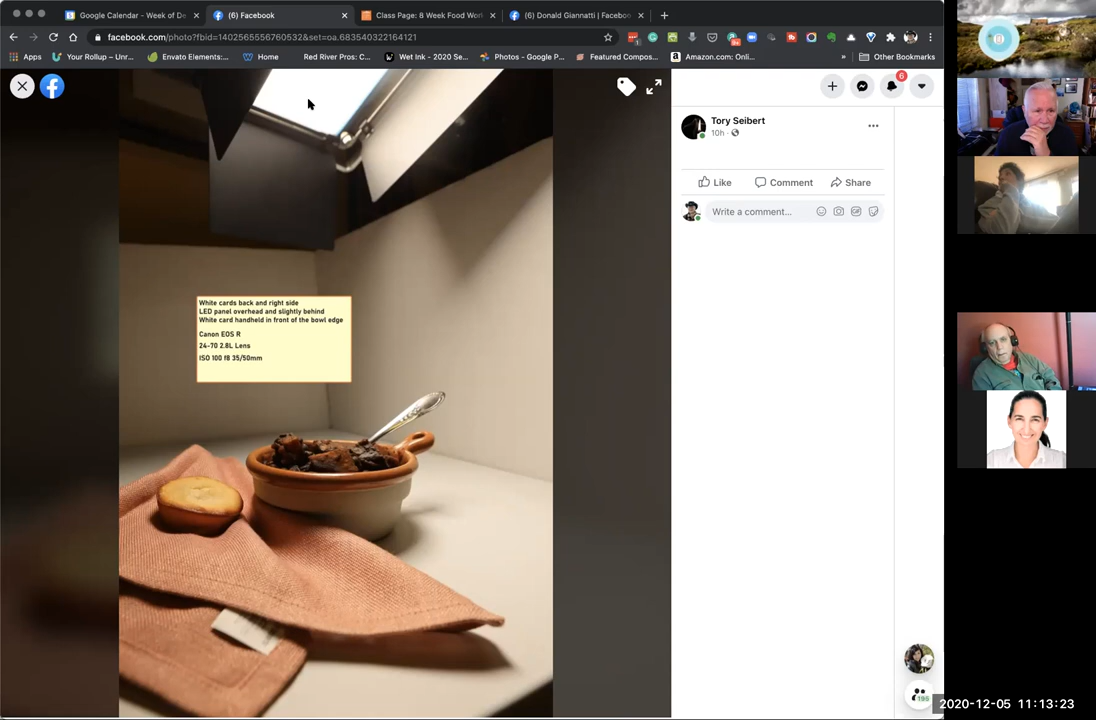 Google Calendar - Week of De
(6) Facebook
Class Page: 8 Week Food Wor
(6) Donald Giannatti | Faceboo
facebook.com/photo?fbid=1402565556760532&set=oa.683540322164121
Apps
Your Rollup – Unr...
Envato Elements:...
Home
Red River Pros: C...
Wet Ink - 2020 Se...
Photos - Google P...
Featured Compos...
Amazon.com: Onli...
»
Other Bookmarks
6
Tory Seibert
10h ·
Like
Comment
Share
Write a comment...
GIF
White cards back and right side
LED panel overhead and slightly behind
White card handheld in front of the bowl edge
Canon EOS R
24-70 2.8L Lens
ISO 100 f8 35/50mm
2020-12-05 11:13:23